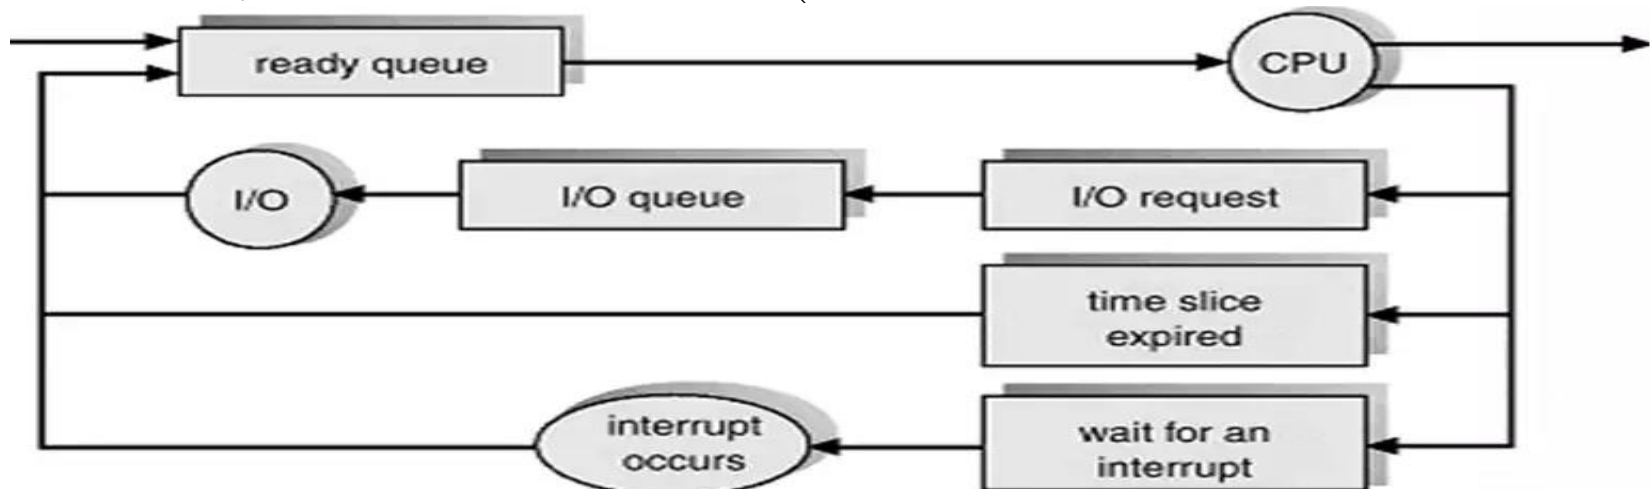 ready queue
CPU
I/O
I/O queue
I/O request
time slice
expired
interrupt
occurs
wait for an
interrupt